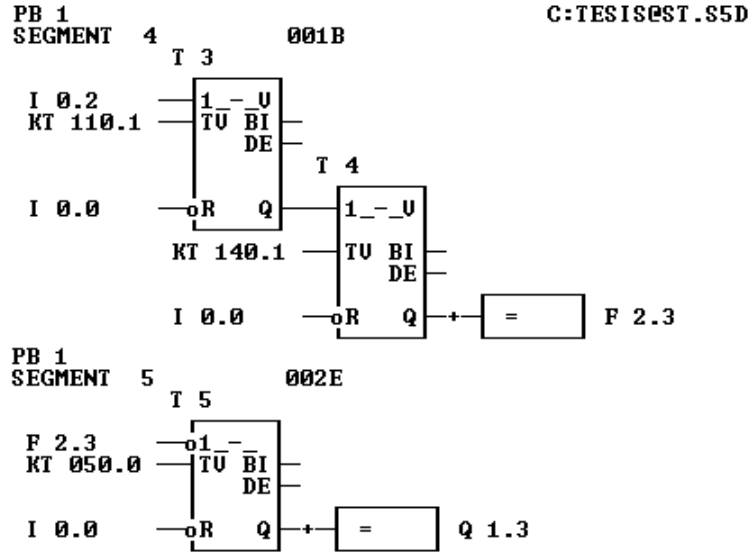 PB 1 C:TESIS@ST.S5D
SEGMENT 4 001B
T 3
I 0.2 1_-_V
KT 110.1 TV BI
DE
T 4
I 0.0 R Q 1_-_V
KT 140.1 TV BI
DE
I 0.0 R Q = F 2.3
PB 1
SEGMENT 5 002E
T 5
F 2.3 1_-_
KT 050.0 TV BI
DE
I 0.0 R Q = Q 1.3